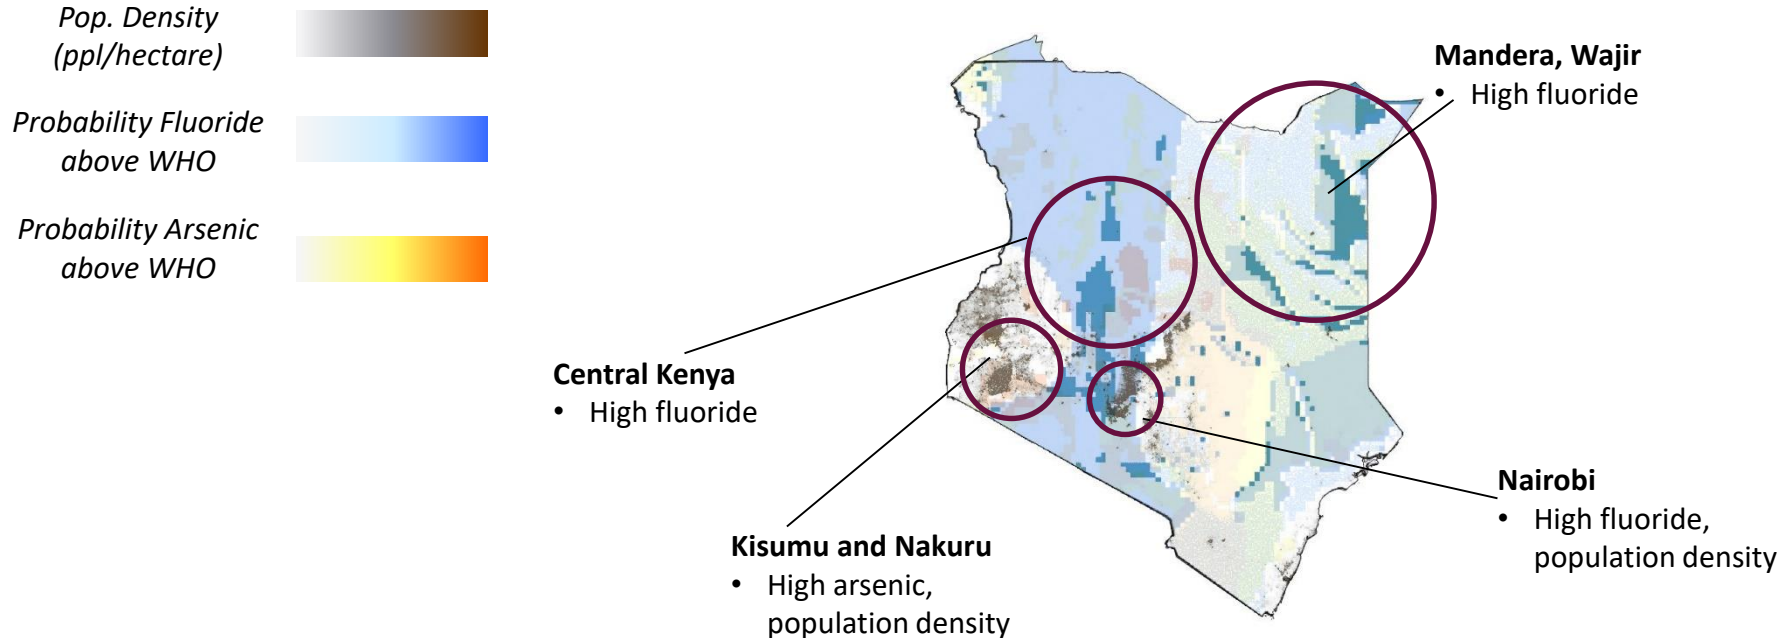 Pop. Density
(ppl/hectare)
Probability Fluoride
above WHO
Probability Arsenic
above WHO
Mandera, Wajir
• High fluoride
Central Kenya
• High fluoride
Kisumu and Nakuru
• High arsenic,
population density
Nairobi
• High fluoride,
population density